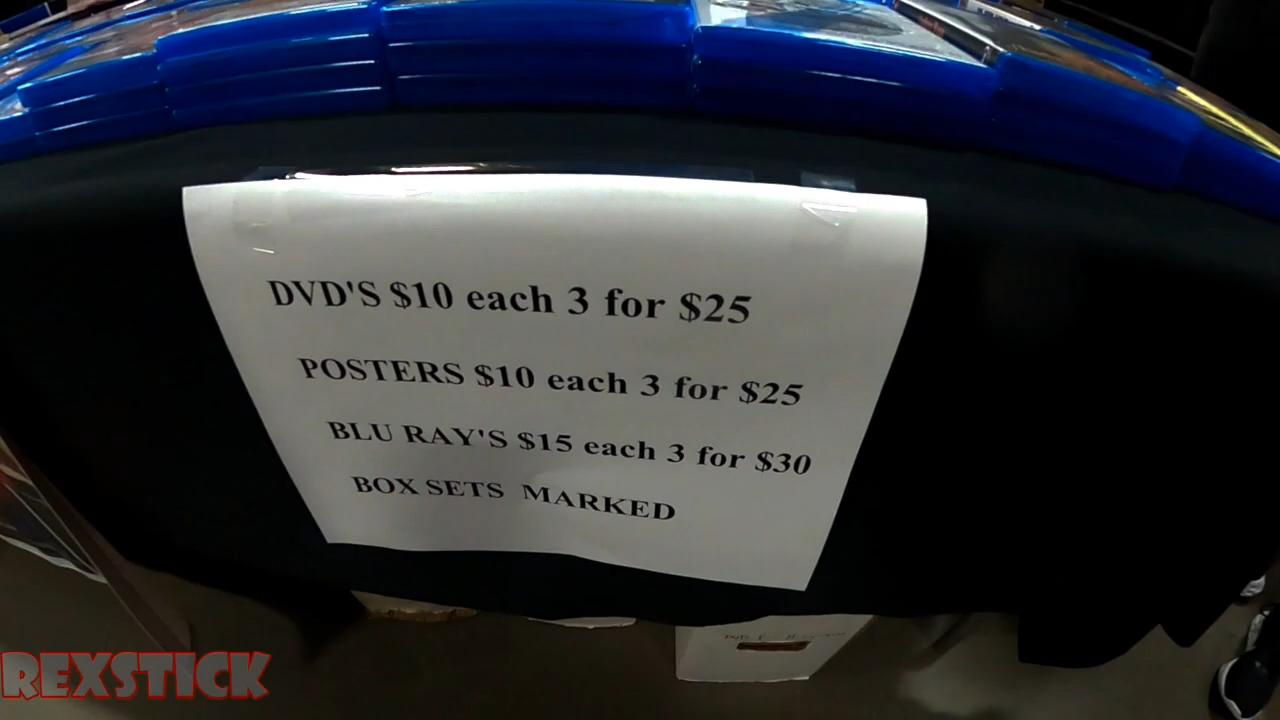 DVD'S $10 each 3 for $25
POSTERS $10 each 3 for $25
BLU RAY'S $15 each 3 for $30
BOX SETS MARKED
DVD
REXSTICK